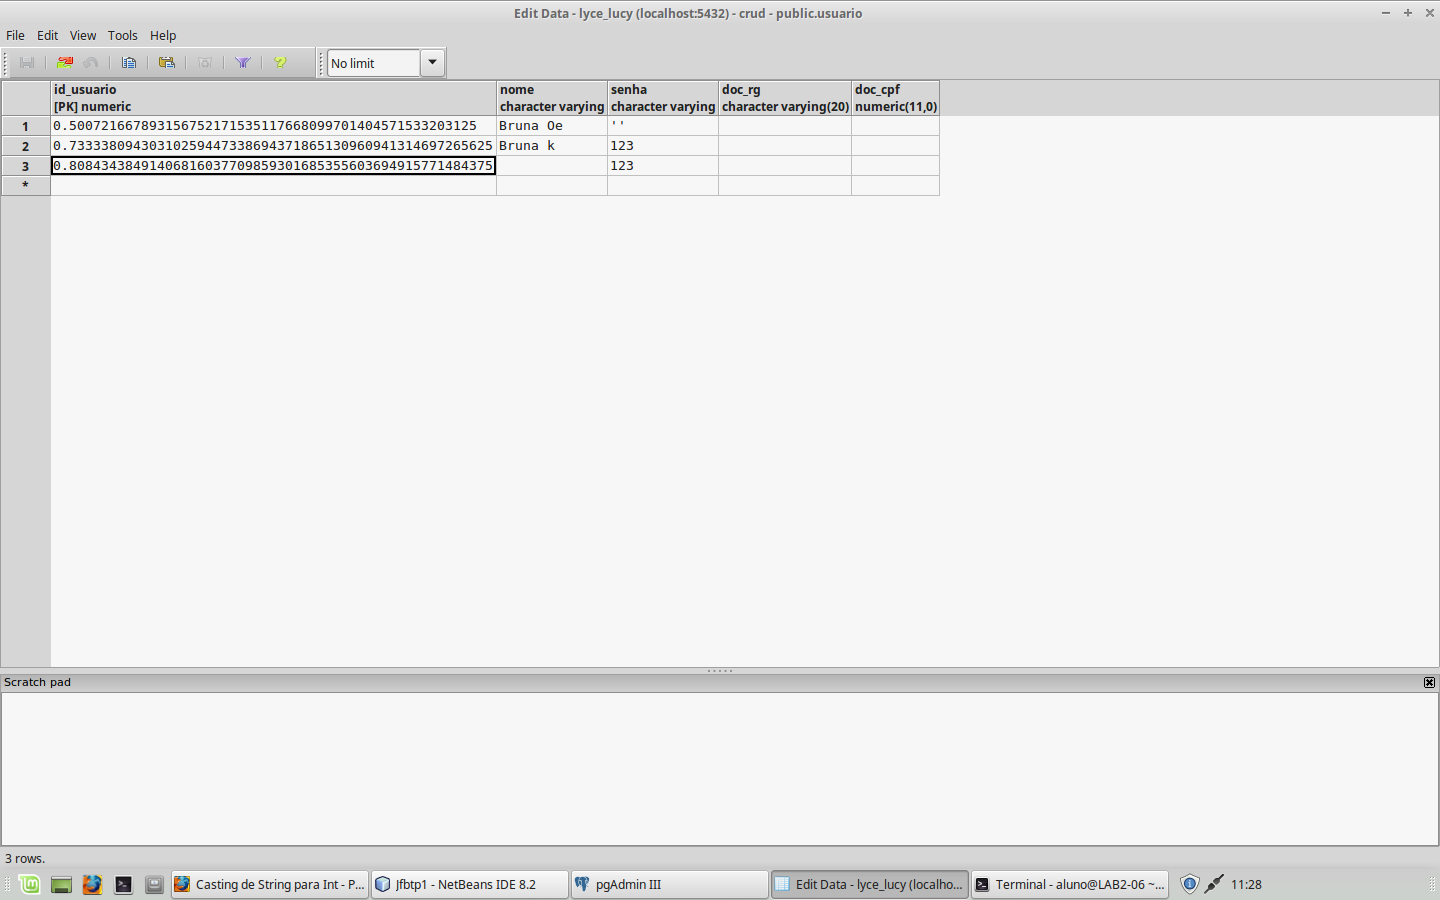 Edit Data - lyce_lucy (localhost:5432) - crud - public.usuario
File Edit View Tools Help
No limit
id_usuario nome senha doc_rg doc_cpf
[PK] numeric character varying character varying character varying(20) numeric(11,0)
1 0.500721667893156752171535117668099701404571533203125 Bruna Oe ''
2 0.73333809430310259447338694371865130960941314697265625 Bruna k 123
3 0.80843438491406816037709859301685355603694915771484375 123
*
Scratch pad
3 rows.
Casting de String para Int - P... Jfbtp1 - NetBeans IDE 8.2 pgAdmin III Edit Data - lyce_lucy (localho... Terminal - aluno@LAB2-06 ~... 11:28